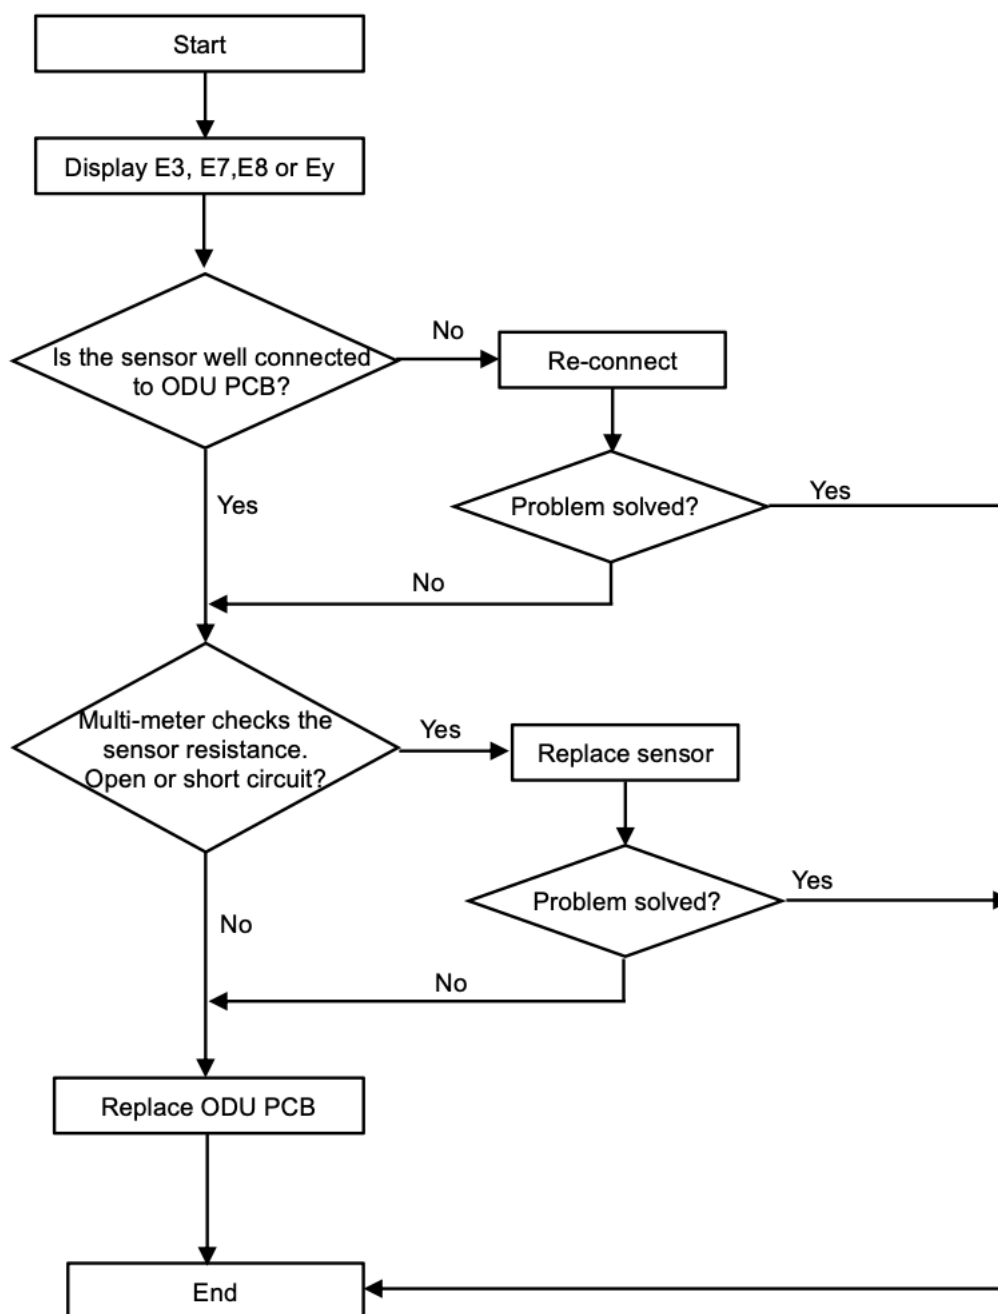 Start
Display E3, E7,E8 or Ey
Is the sensor well connected
to ODU PCB?
No
Re-connect
Yes
Problem solved?
Yes
No
Multi-meter checks the
sensor resistance.
Open or short circuit?
Yes
Replace sensor
Problem solved?
Yes
No
No
Replace ODU PCB
End